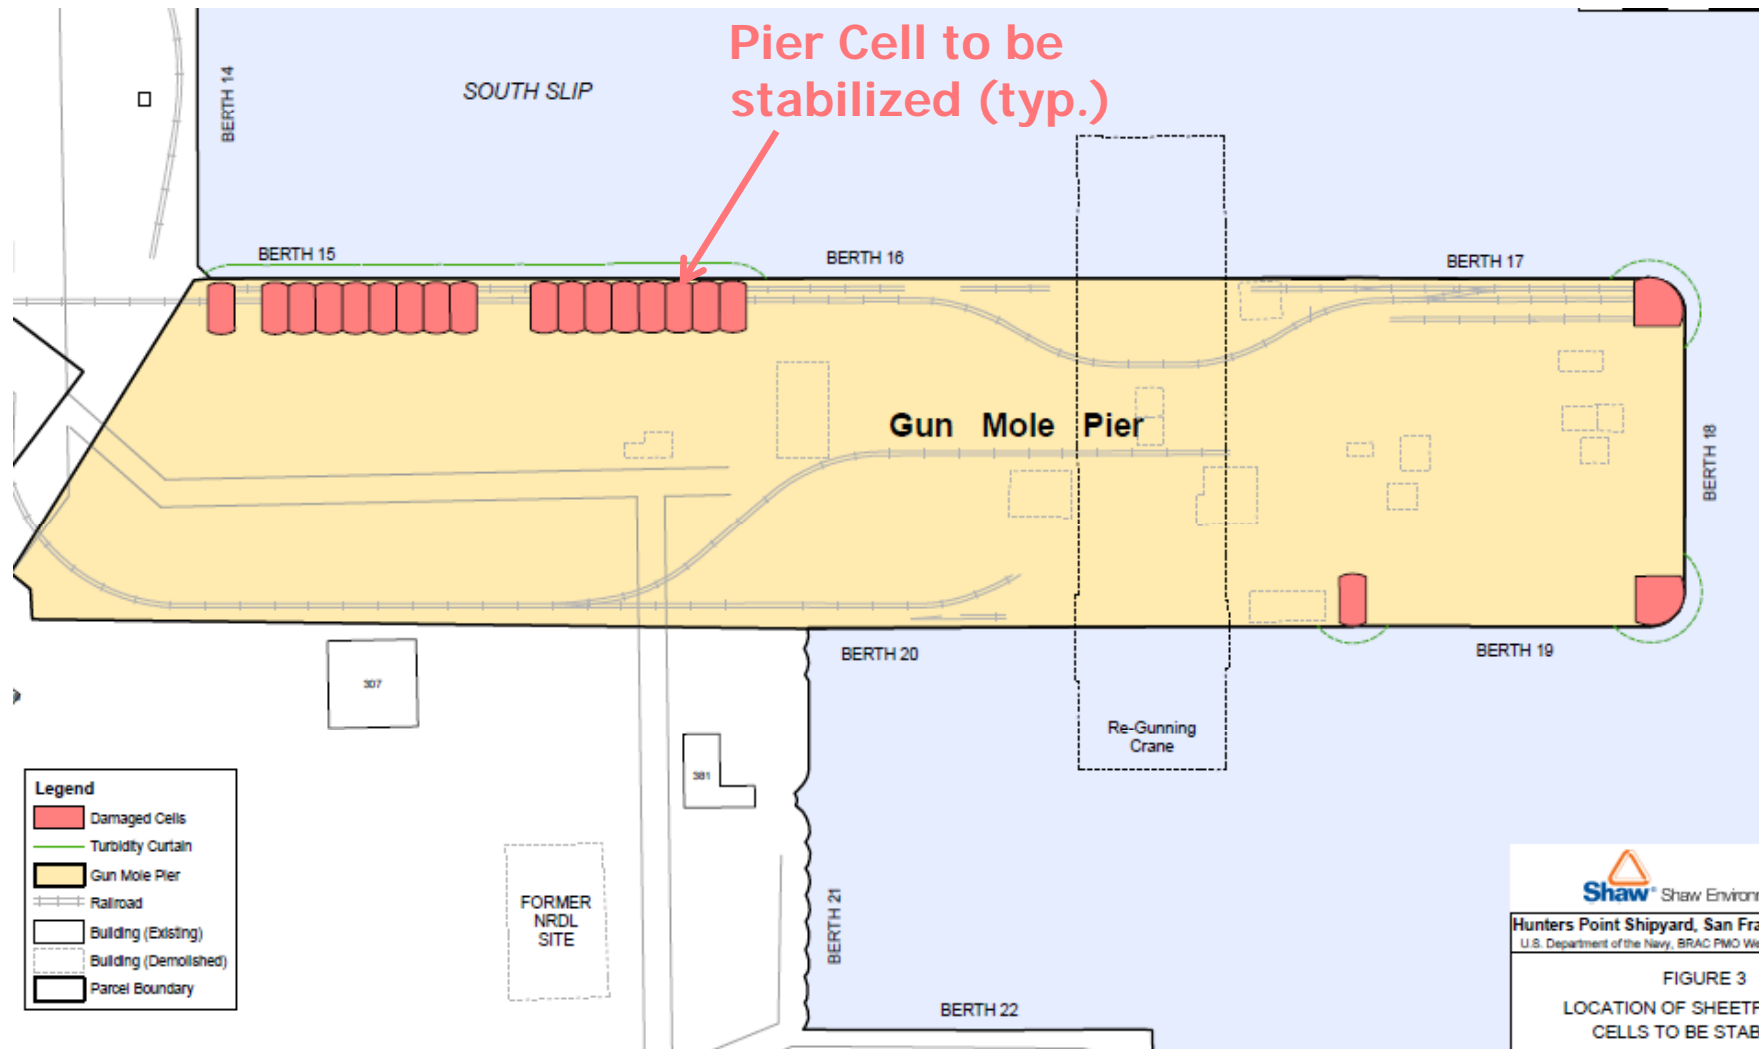 Pier Cell to be
stabilized (typ.)
SOUTH SLIP
BERTH 14
BERTH 15
BERTH 16
BERTH 17
Gun Mole Pier
BERTH 18
BERTH 19
BERTH 20
307
Re-Gunning
Crane
381
Legend
Damaged Cells
Turbidity Curtain
Gun Mole Pier
Railroad
Building (Existing)
Building (Demolished)
Parcel Boundary
FORMER
NRDL
SITE
BERTH 21
BERTH 22
Shaw® Shaw Environ
Hunters Point Shipyard, San Fra
U.S. Department of the Navy, BRAC PMO We
FIGURE 3
LOCATION OF SHEETP
CELLS TO BE STAB